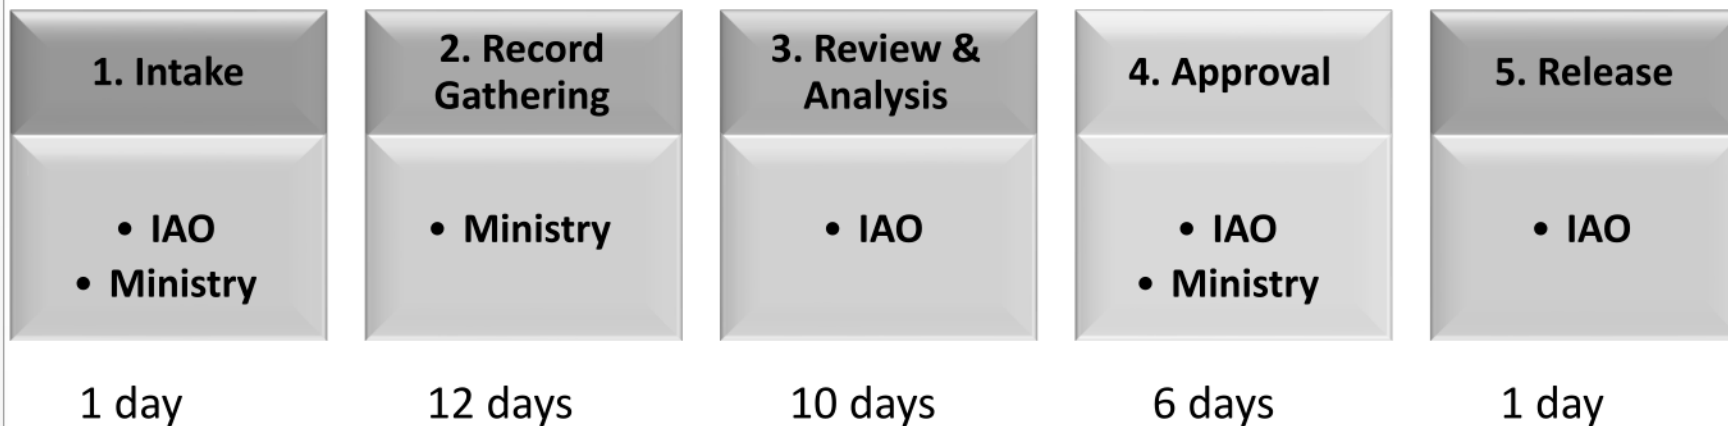 1. Intake
2. Record
Gathering
3. Review &
Analysis
4. Approval
5. Release
• IAO
• Ministry
• Ministry
• IAO
• IAO
• Ministry
• IAO
1 day
12 days
10 days
6 days
1 day